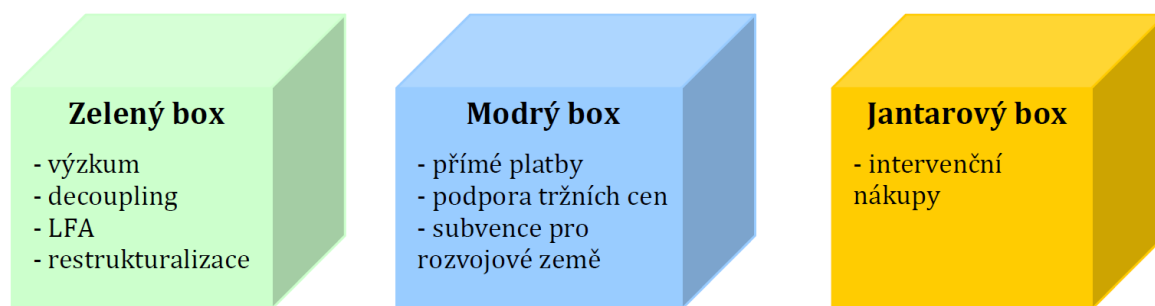 Zelený box
- výzkum
- decoupling
- LFA
- restrukturalizace
Modrý box
- přímé platby
- podpora tržních cen
- subvence pro
rozvojové země
Jantarový box
- intervenční
nákupy